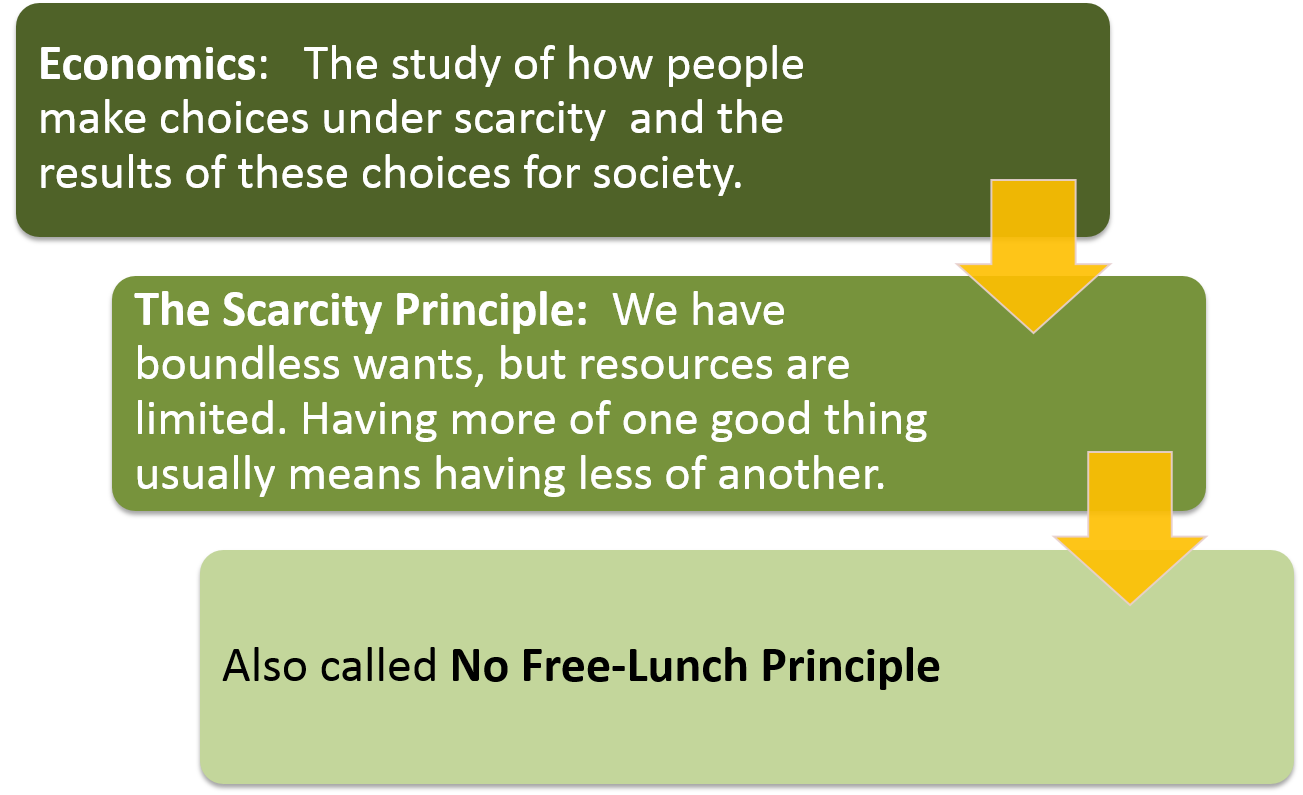 Economics: The study of how people
make choices under scarcity and the
results of these choices for society.
The Scarcity Principle: We have
boundless wants, but resources are
limited. Having more of one good thing
usually means having less of another.
Also called No Free-Lunch Principle